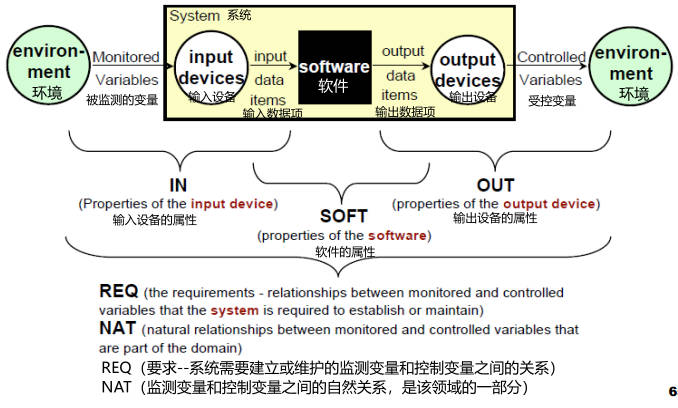 System 系统
environ-
ment
环境
Monitored
Variables
被监测的变量
input
devices
输入设备
input
data
items
输入数据项
software
软件
output
data
items
输出数据项
output
devices
输出设备
Controlled
Variables
受控变量
environ-
ment
环境
IN
(Properties of the input device)
输入设备的属性
SOFT
(properties of the software)
软件的属性
OUT
(properties of the output device)
输出设备的属性
REQ (the requirements - relationships between monitored and controlled
variables that the system is required to establish or maintain)
NAT (natural relationships between monitored and controlled variables that
are part of the domain)
REQ（要求--系统需要建立或维护的监测变量和控制变量之间的关系）
NAT（监测变量和控制变量之间的自然关系，是该领域的一部分）
6